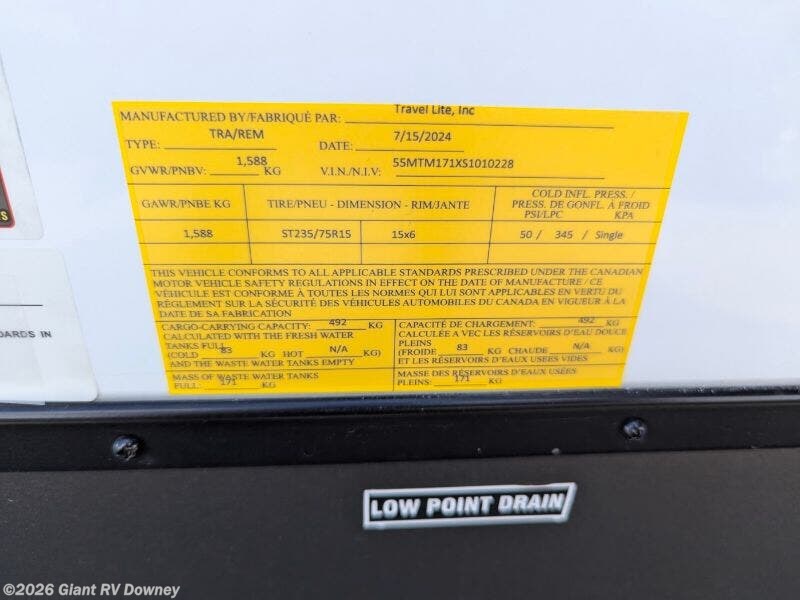 MANUFACTURED BY/FABRIQUÉ PAR: Travel Lite, Inc
TYPE: TRA/REM DATE: 7/15/2024
GVWR/PNBV: 1,588 KG V.I.N./N.I.V: 55MTM171XS1010228
GAWR/PNBE KG TIRE/PNEU - DIMENSION - RIM/JANTE COLD INFL. PRESS. /
PRESS. DE GONFL. À FROID
PSI/LPC KPA
1,588 ST235/75R15 15x6 50 / 345 / Single
THIS VEHICLE CONFORMS TO ALL APPLICABLE STANDARDS PRESCRIBED UNDER THE CANADIAN
MOTOR VEHICLE SAFETY REGULATIONS IN EFFECT ON THE DATE OF MANUFACTURE / CE
VÉHICULE EST CONFORME À TOUTES LES NORMES QUI LUI SONT APPLICABLES EN VERTU DU
RÈGLEMENT SUR LA SÉCURITÉ DES VÉHICULES AUTOMOBILES DU CANADA EN VIGUEUR À LA
DATE DE SA FABRICATION
CARGO-CARRYING CAPACITY: 492 KG
CALCULATED WITH THE FRESH WATER
TANKS FULL
(COLD 83 KG HOT N/A KG)
AND THE WASTE WATER TANKS EMPTY
MASS OF WASTE WATER TANKS
FULL: 171 KG
CAPACITÉ DE CHARGEMENT: 492 KG
CALCULÉE A VEC LES RÉSERVOIRS D'EAU DOUCE
PLEINS
(FROIDE 83 KG CHAUDE N/A KG)
ET LES RÉSERVOIRS D'EAUX USÉES VIDES
MASSE DES RÉSERVOIRS D'EAUX USÉES
PLEINS: 171 KG
DARDS IN
LOW POINT DRAIN
©2026 Giant RV Downey